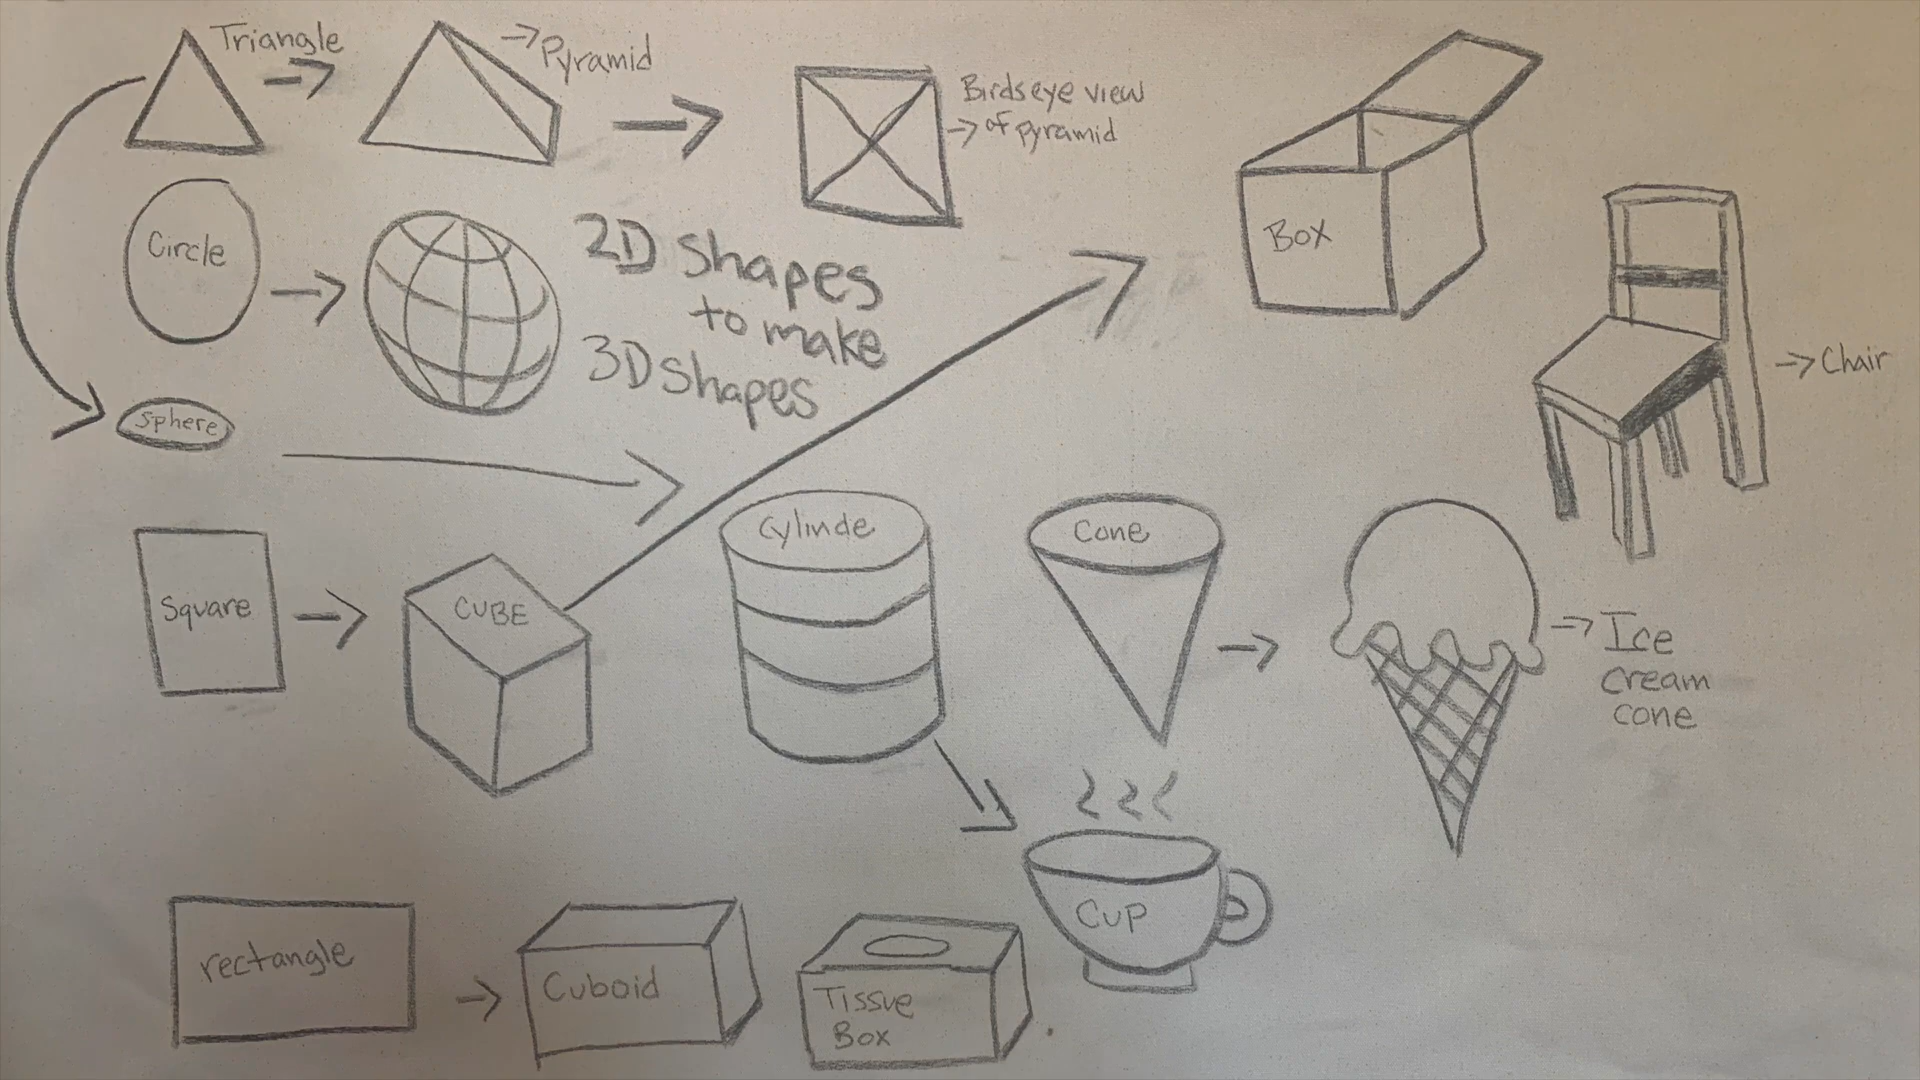 Triangle
Pyramid
Birdseye view
of pyramid
Circle
2D Shapes
to make
3D Shapes
Sphere
BOX
Chair
Square
CUBE
Cylinde
Cone
Ice
cream
cone
Cup
rectangle
Cuboid
Tissue
Box